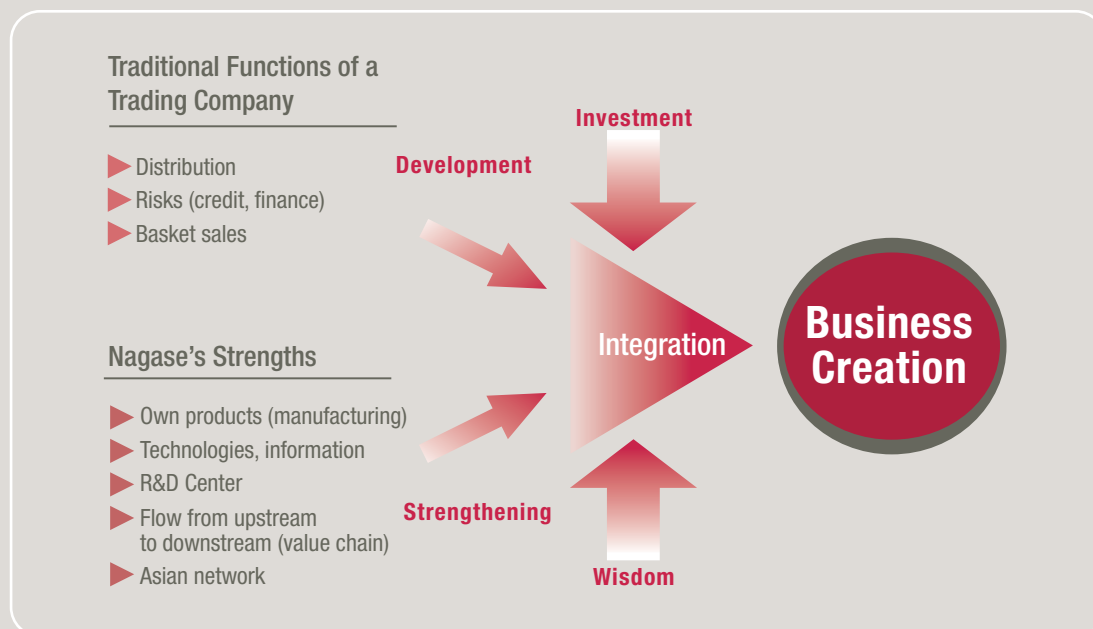 Traditional Functions of a
Trading Company
Distribution
Risks (credit, finance)
Basket sales
Nagase's Strengths
Own products (manufacturing)
Technologies, information
R&D Center
Flow from upstream
to downstream (value chain)
Asian network
Development
Strengthening
Investment
Integration
Wisdom
Business
Creation